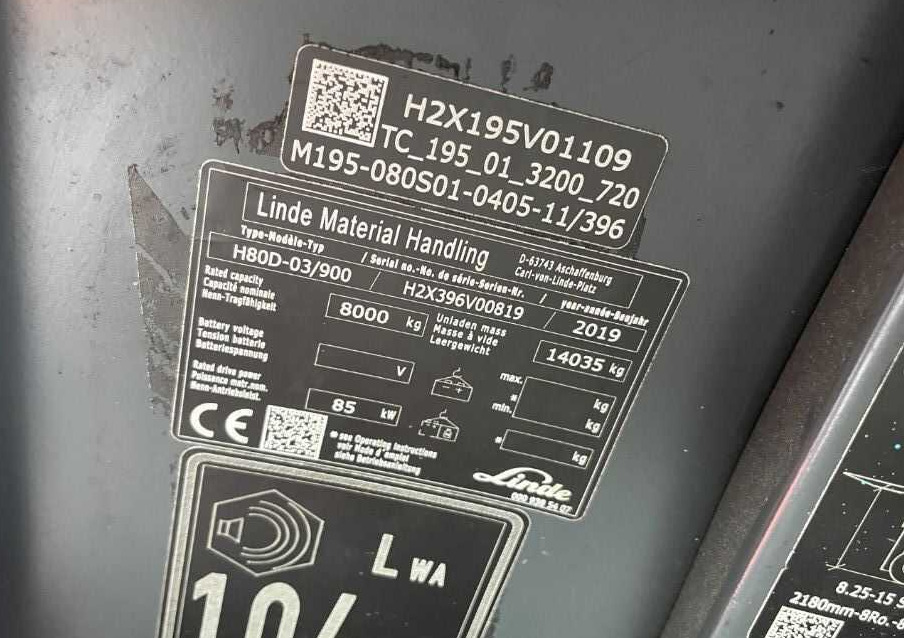 H2X195V01109
TC_195_01_3200_720
M195-080S01-0405-11/396
Linde Material Handling
D-63743 Aschaffenburg
Carl-von-Linde-Platz
Type-Modèle-Typ / Serial no.-No. de série-Serien-Nr. / year-année-Baujahr
H80D-03/900 / H2X396V00819 / 2019
Rated capacity
Capacité nominale
Nenn-Tragfähigkeit
8000 kg
Unladen mass
Masse à vide
Leergewicht
14035 kg
Battery voltage
Tension batterie
Batteriespannung
V
max.
* kg
min.
kg
Rated drive power
Puissance motr.nom.
Nenn-Antriebsleist.
85 kW
* kg
CE
* see Operating instructions
voir Mode d'emploi
siehe Betriebsanleitung
Linde
LWA
8.25-15
2180mm-8Ro.-8